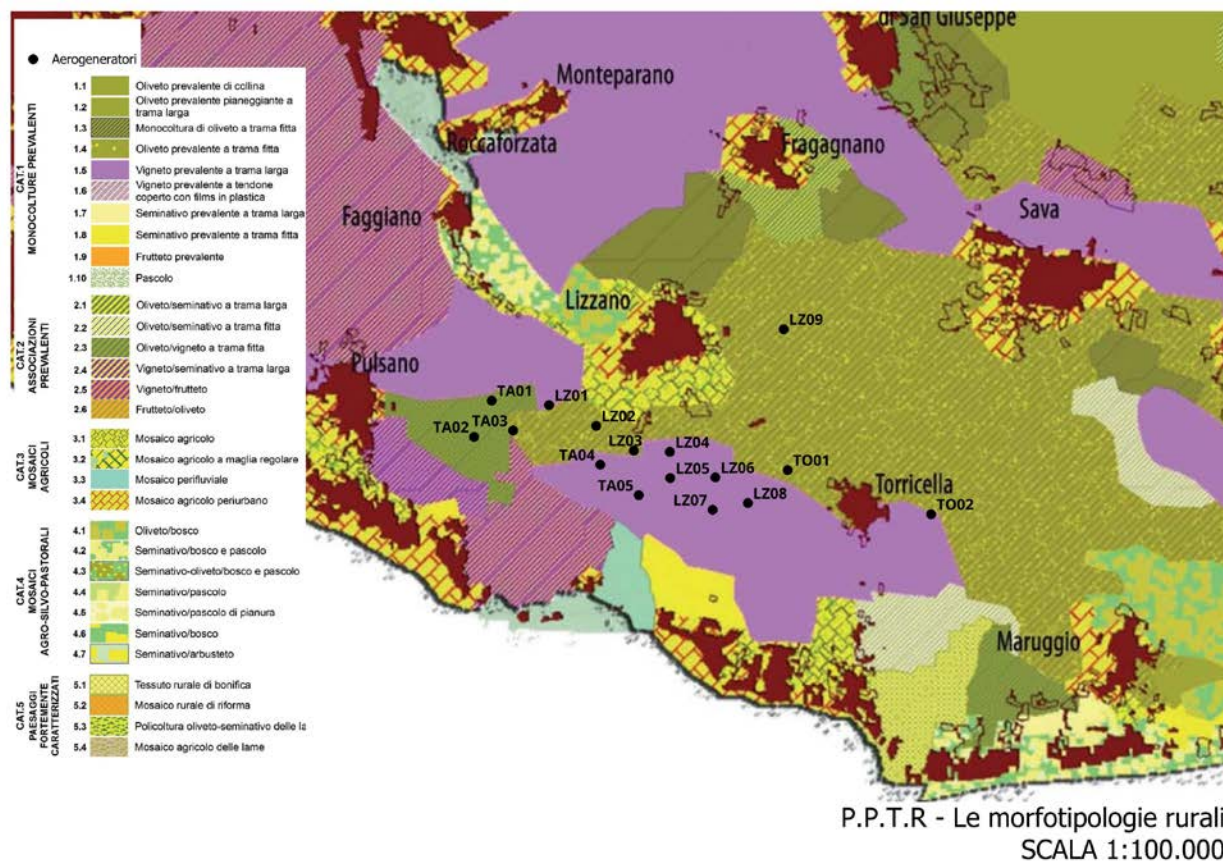 Aerogeneratori
CAT.1
MONOCOLTURE PREVALENTI
1.1 Oliveto prevalente di collina
1.2 Oliveto prevalente pianeggiante a
trama larga
1.3 Monocoltura di oliveto a trama fitta
1.4 Oliveto prevalente a trama fitta
1.5 Vigneto prevalente a trama larga
1.6 Vigneto prevalente a tendone
coperto con films in plastica
1.7 Seminativo prevalente a trama larga
1.8 Seminativo prevalente a trama fitta
1.9 Frutteto prevalente
1.10 Pascolo
CAT.2
ASSOCIAZIONI
PREVALENTI
2.1 Oliveto/seminativo a trama larga
2.2 Oliveto/seminativo a trama fitta
2.3 Oliveto/vigneto a trama fitta
2.4 Vigneto/seminativo a trama larga
2.5 Vigneto/frutteto
2.6 Frutteto/oliveto
CAT.3
MOSAICI
AGRICOLI
3.1 Mosaico agricolo
3.2 Mosaico agricolo a maglia regolare
3.3 Mosaico perifluviale
3.4 Mosaico agricolo periurbano
CAT.4
MOSAICI
AGRO-SILVO-PASTORALI
4.1 Oliveto/bosco
4.2 Seminativo/bosco e pascolo
4.3 Seminativo-oliveto/bosco e pascolo
4.4 Seminativo/pascolo
4.5 Seminativo/pascolo di pianura
4.6 Seminativo/bosco
4.7 Seminativo/arbusteto
CAT.5
PAESAGGI
FORTEMENTE
CARATTERIZZATI
5.1 Tessuto rurale di bonifica
5.2 Mosaico rurale di riforma
5.3 Policoltura oliveto-seminativo delle la
5.4 Mosaico agricolo delle lame
di San Giuseppe
Monteparano
Roccaforzata
Fragagnano
Faggiano
Sava
Lizzano
LZ09
Pulsano
TA01
LZ01
TA02
TA03
LZ02
LZ03
LZ04
TA04
LZ05
LZ06
TO01
TA05
LZ07
LZ08
Torricella
TO02
Maruggio
P.P.T.R - Le morfotipologie rurali
SCALA 1:100.000